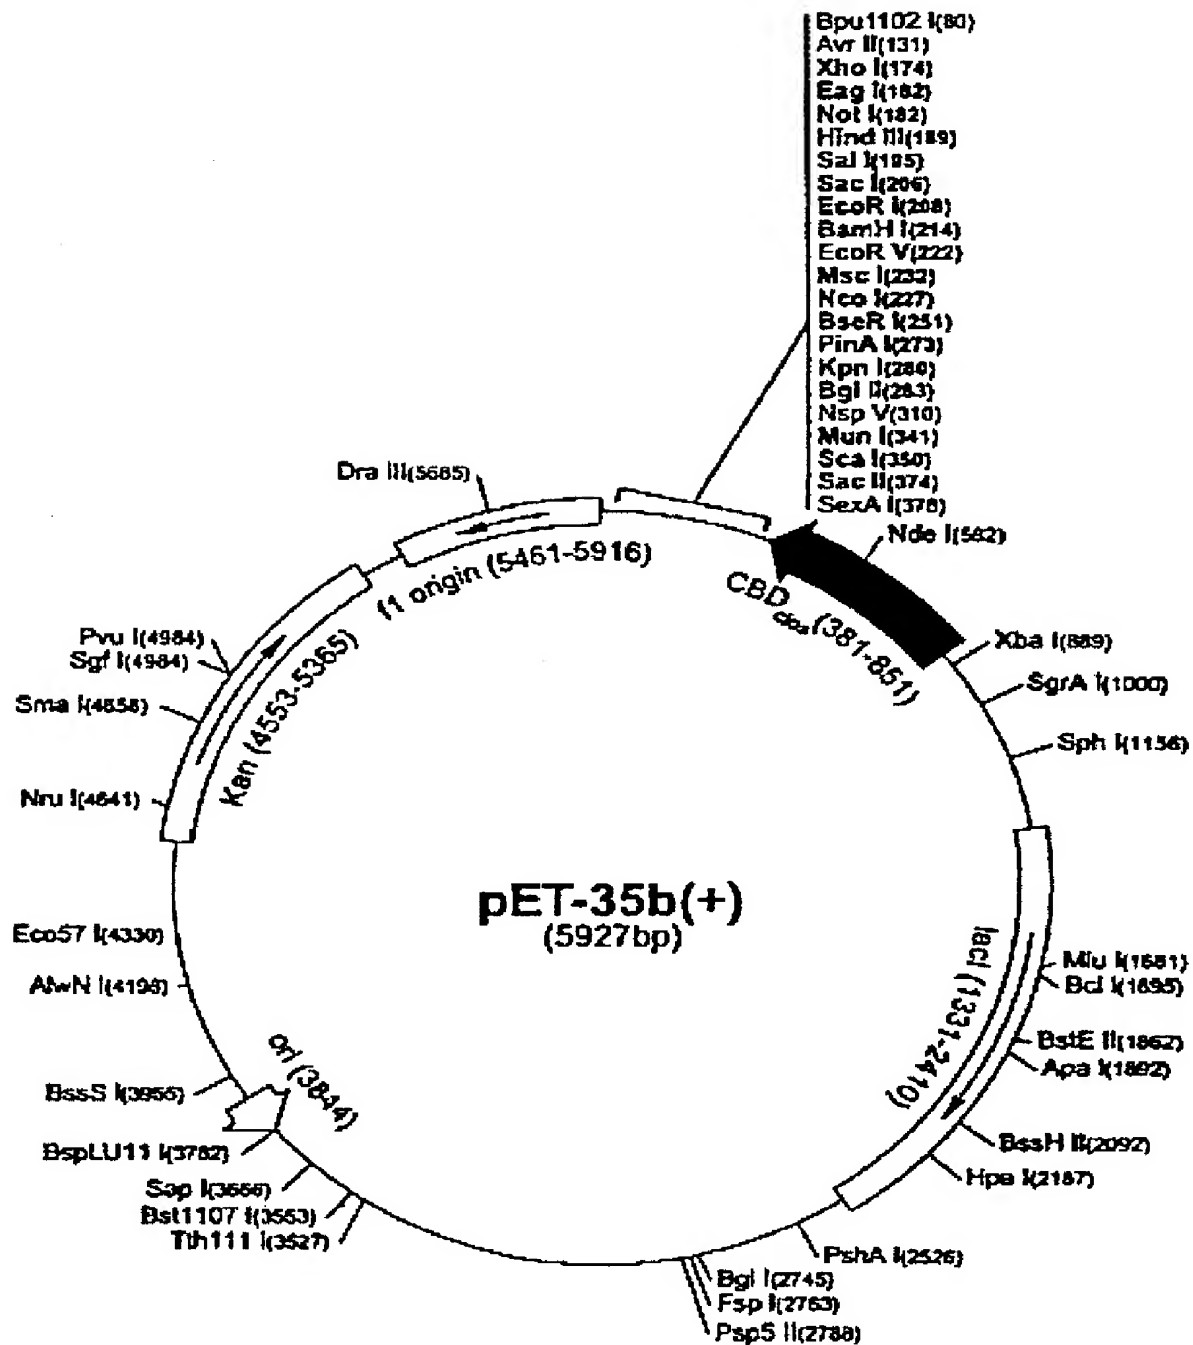 Bpu1102 I(80)
Avr II(131)
Xho I(174)
Eag I(182)
Not I(182)
Hind III(189)
Sal I(195)
Sac I(206)
EcoR I(208)
BamH I(214)
EcoR V(222)
Msc I(232)
Nco I(227)
BseR I(251)
PinA I(273)
Kpn I(280)
Bgl II(283)
Nsp V(310)
Mun I(341)
Sca I(350)
Sac II(374)
SexA I(378)
Nde I(582)
Dra III(5685)
f1 origin (5461-5916)
CBDclos (381-851)
Xba I(889)
SgrA I(1000)
Sph I(1156)
Pvu I(4984)
Sgf I(4984)
Sma I(4858)
Kan (4553-5365)
Nru I(4641)
pET-35b(+)
(5927bp)
Eco57 I(4330)
AlwN I(4198)
lacI (1331-2410)
Mlu I(1681)
Bcl I(1695)
BstE II(1862)
Apa I(1892)
ori (3844)
BssS I(3955)
BspLU11 I(3782)
Sap I(3666)
Bst1107 I(3553)
Tth111 I(3527)
BssH II(2092)
Hpa I(2187)
PshA I(2526)
Bgl I(2745)
Fsp I(2763)
Psp5 II(2788)